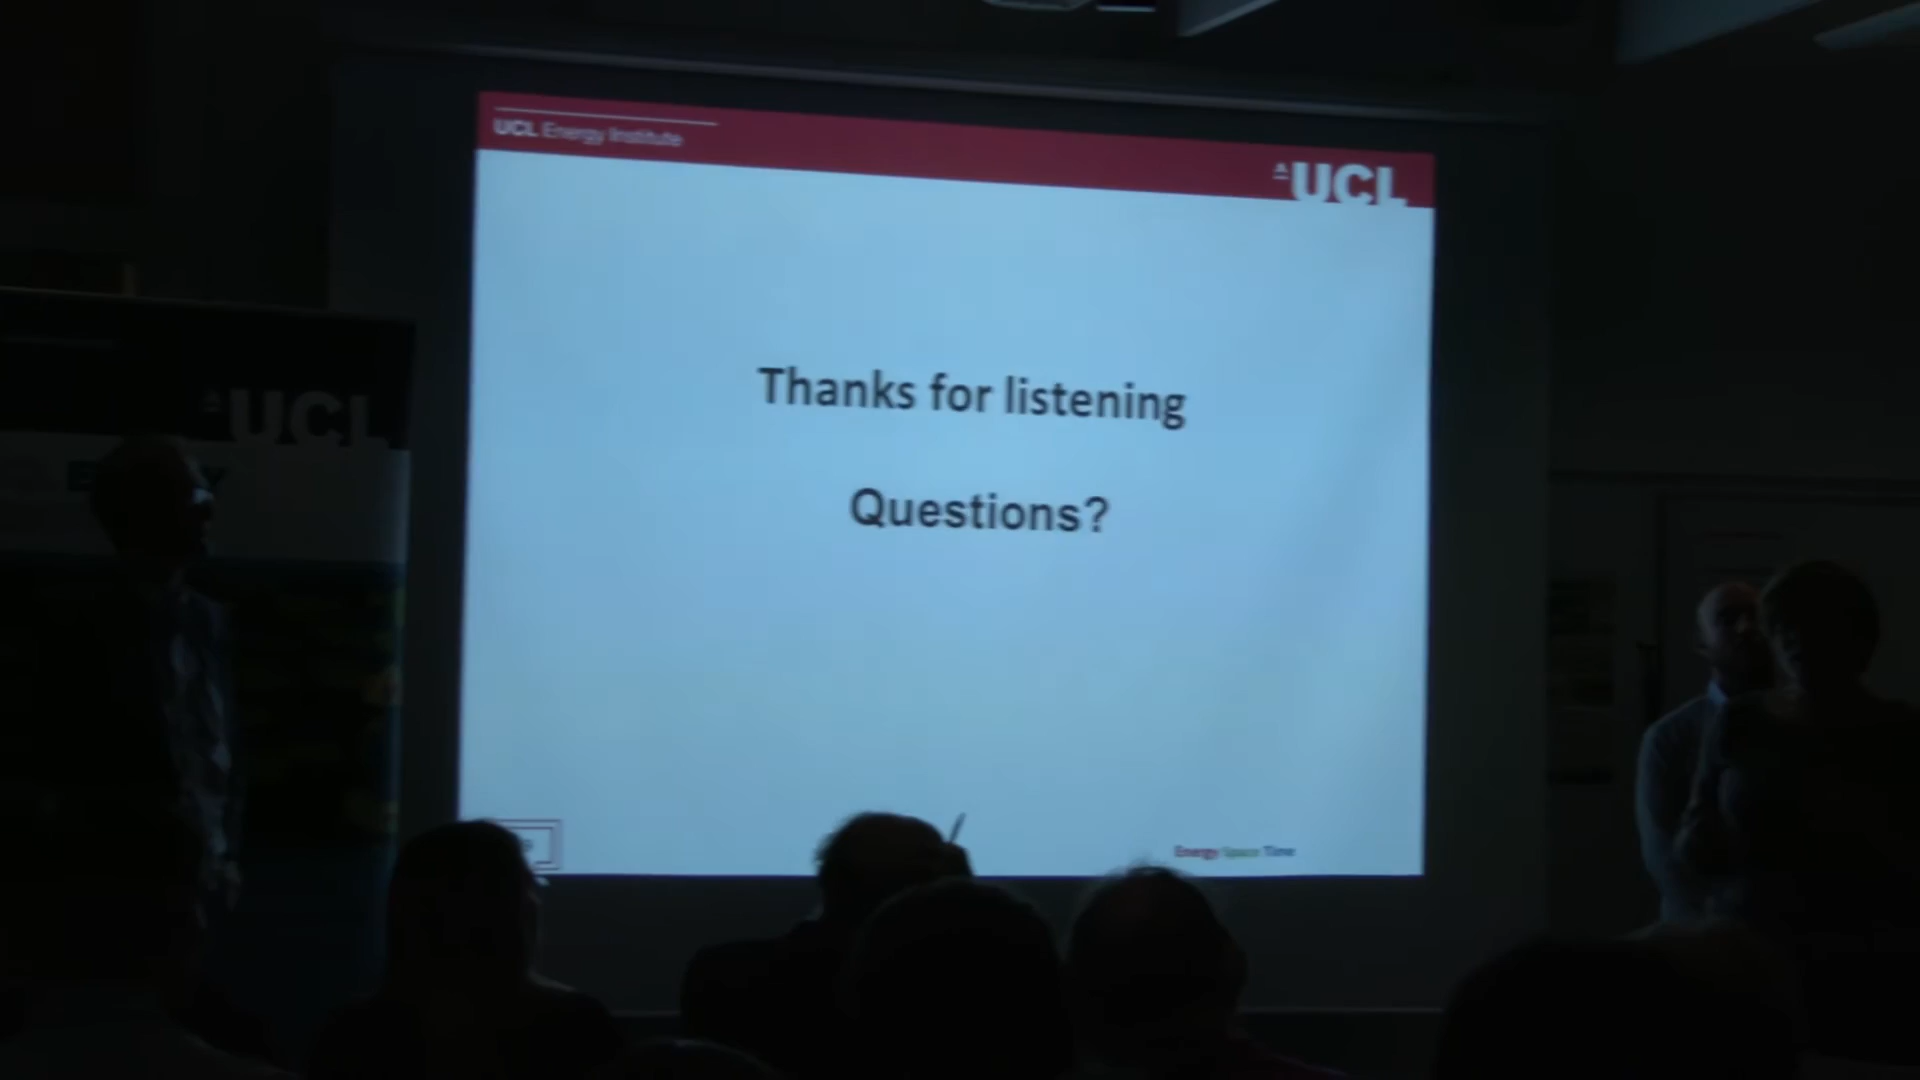 UCL Energy Institute
UCL
Thanks for listening
Questions?
UCL
Energy Space Time